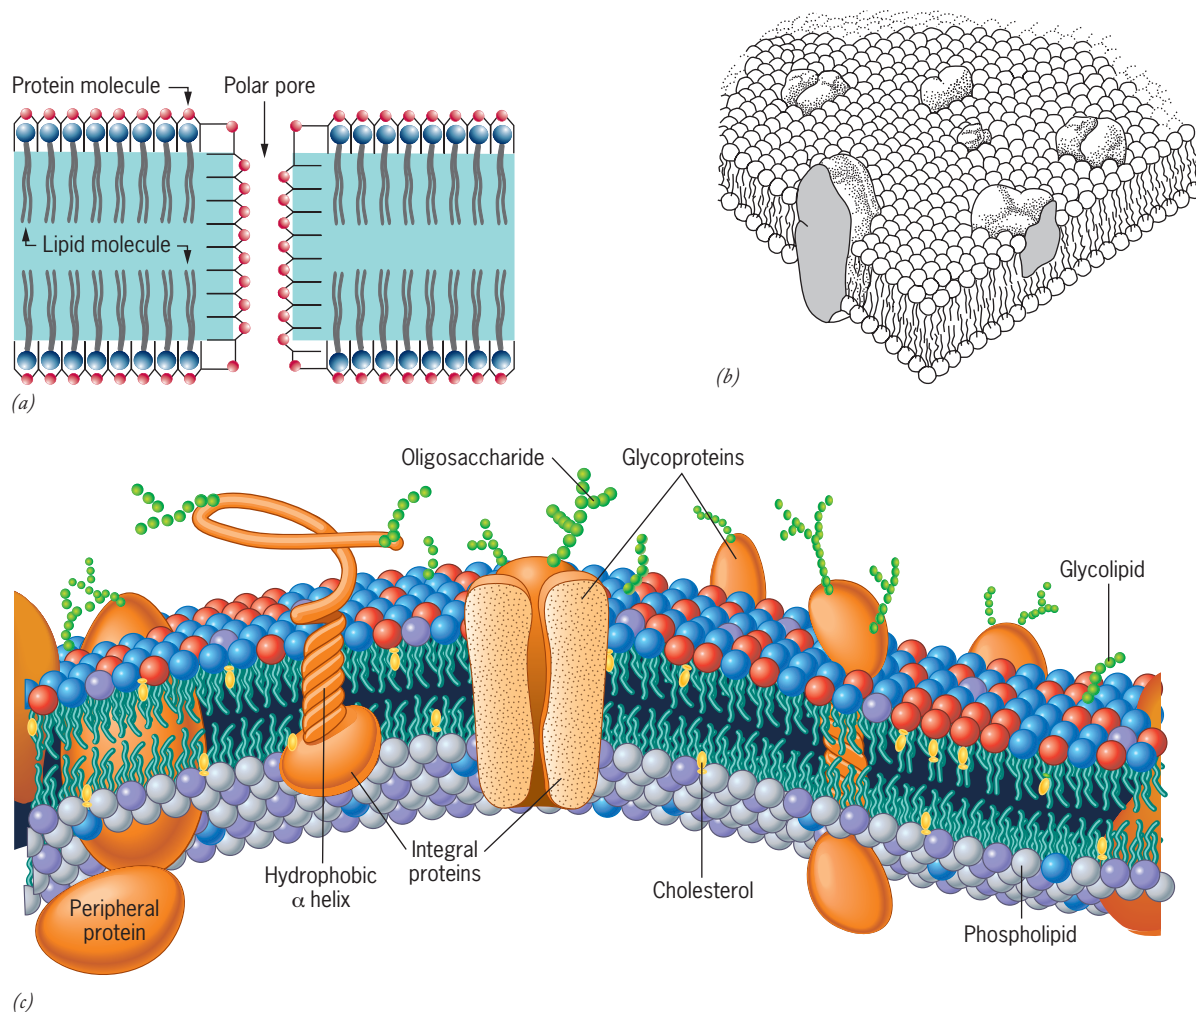 Protein molecule
Polar pore
Lipid molecule
(a)
(b)
Oligosaccharide
Glycoproteins
Glycolipid
Hydrophobic
α helix
Integral
proteins
Cholesterol
Phospholipid
Peripheral
protein
(c)